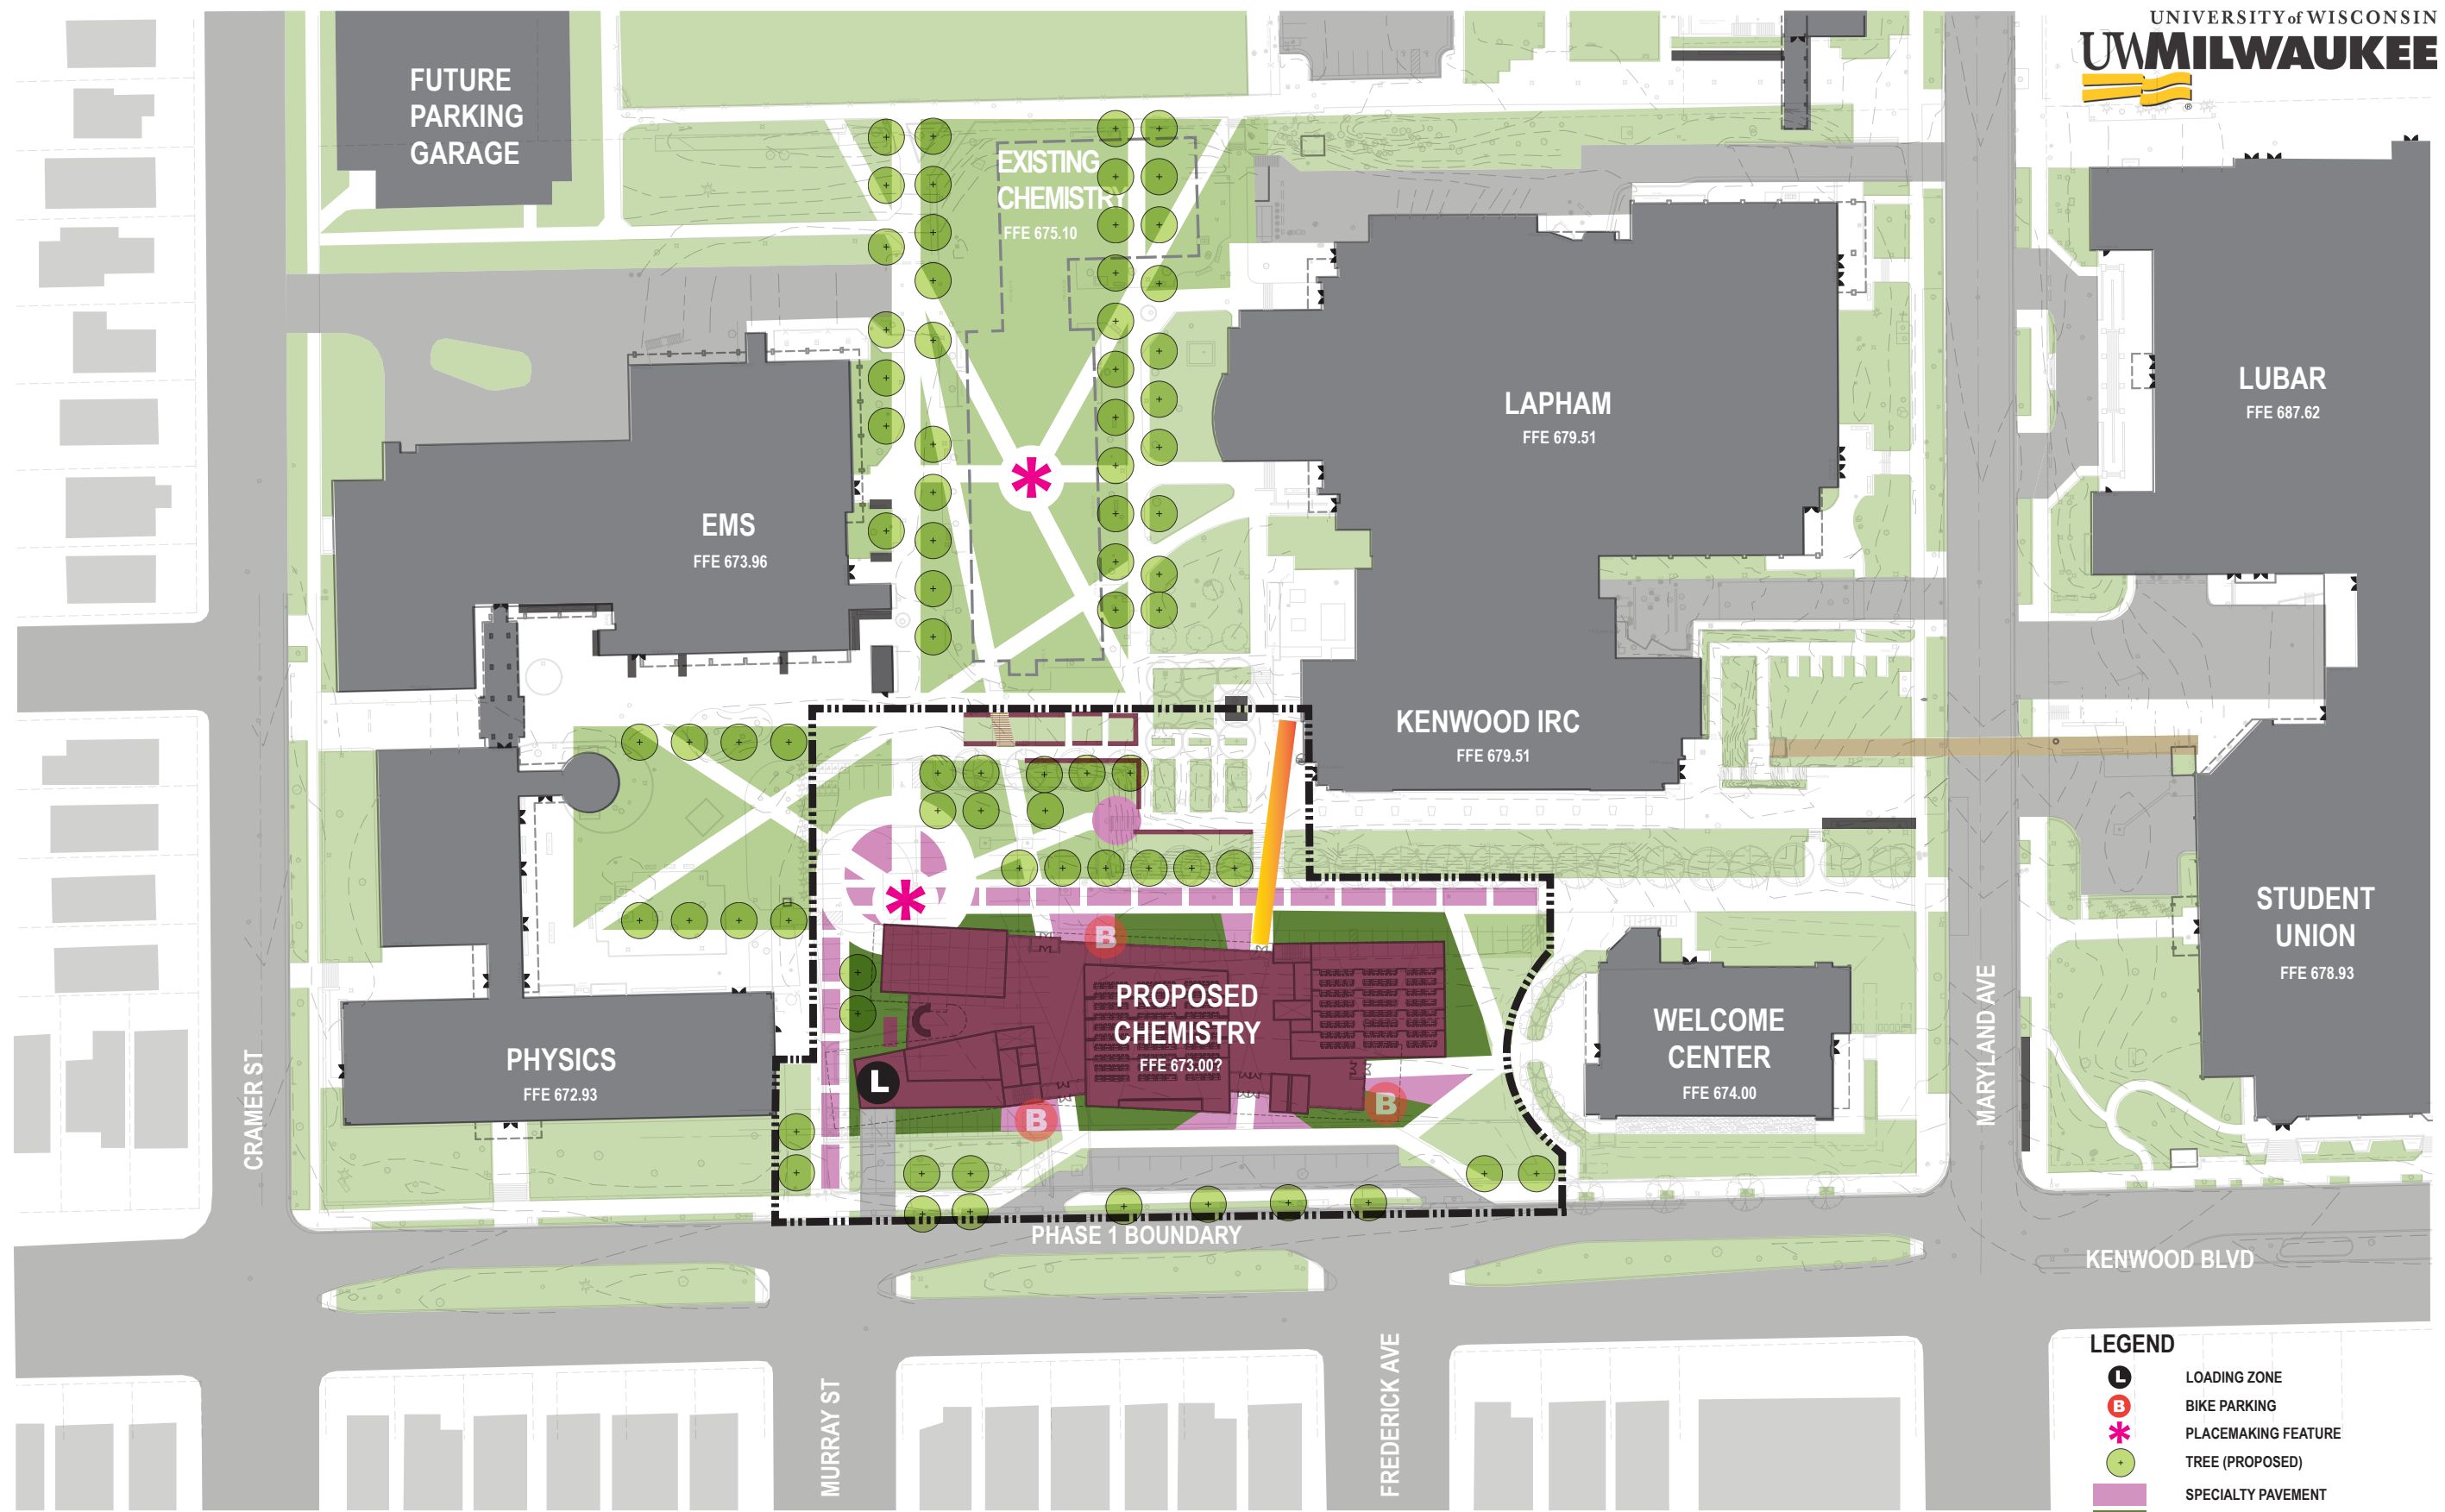 UNIVERSITY of WISCONSIN
UWMILWAUKEE
®
FUTURE
PARKING
GARAGE
EXISTING
CHEMISTRY
FFE 675.10
LAPHAM
FFE 679.51
LUBAR
FFE 687.62
EMS
FFE 673.96
KENWOOD IRC
FFE 679.51
STUDENT
UNION
FFE 678.93
B
PROPOSED
CHEMISTRY
FFE 673.00?
WELCOME
CENTER
FFE 674.00
PHYSICS
FFE 672.93
L
B
B
CRAMER ST
MARYLAND AVE
PHASE 1 BOUNDARY
KENWOOD BLVD
MURRAY ST
FREDERICK AVE
LEGEND
L LOADING ZONE
B BIKE PARKING
PLACEMAKING FEATURE
TREE (PROPOSED)
SPECIALTY PAVEMENT